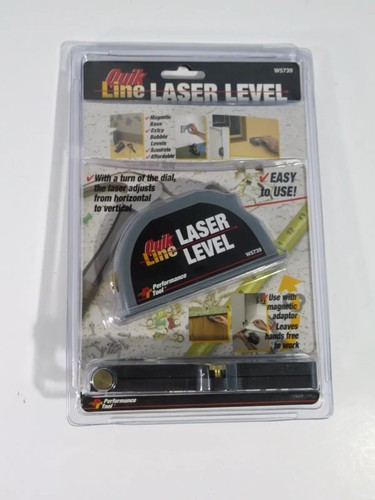 W5739
Quik
Line LASER LEVEL
Magnetic
Base
Extra
Bubble
Levels
Accurate
Affordable
With a turn of the dial,
the laser adjusts
from horizontal
to vertical.
EASY
to USE!
Quik
Line
LASER
LEVEL
W5739
Performance
Tool
Use with
magnetic
adaptor
Leaves
hands free
to work
Performance
Tool